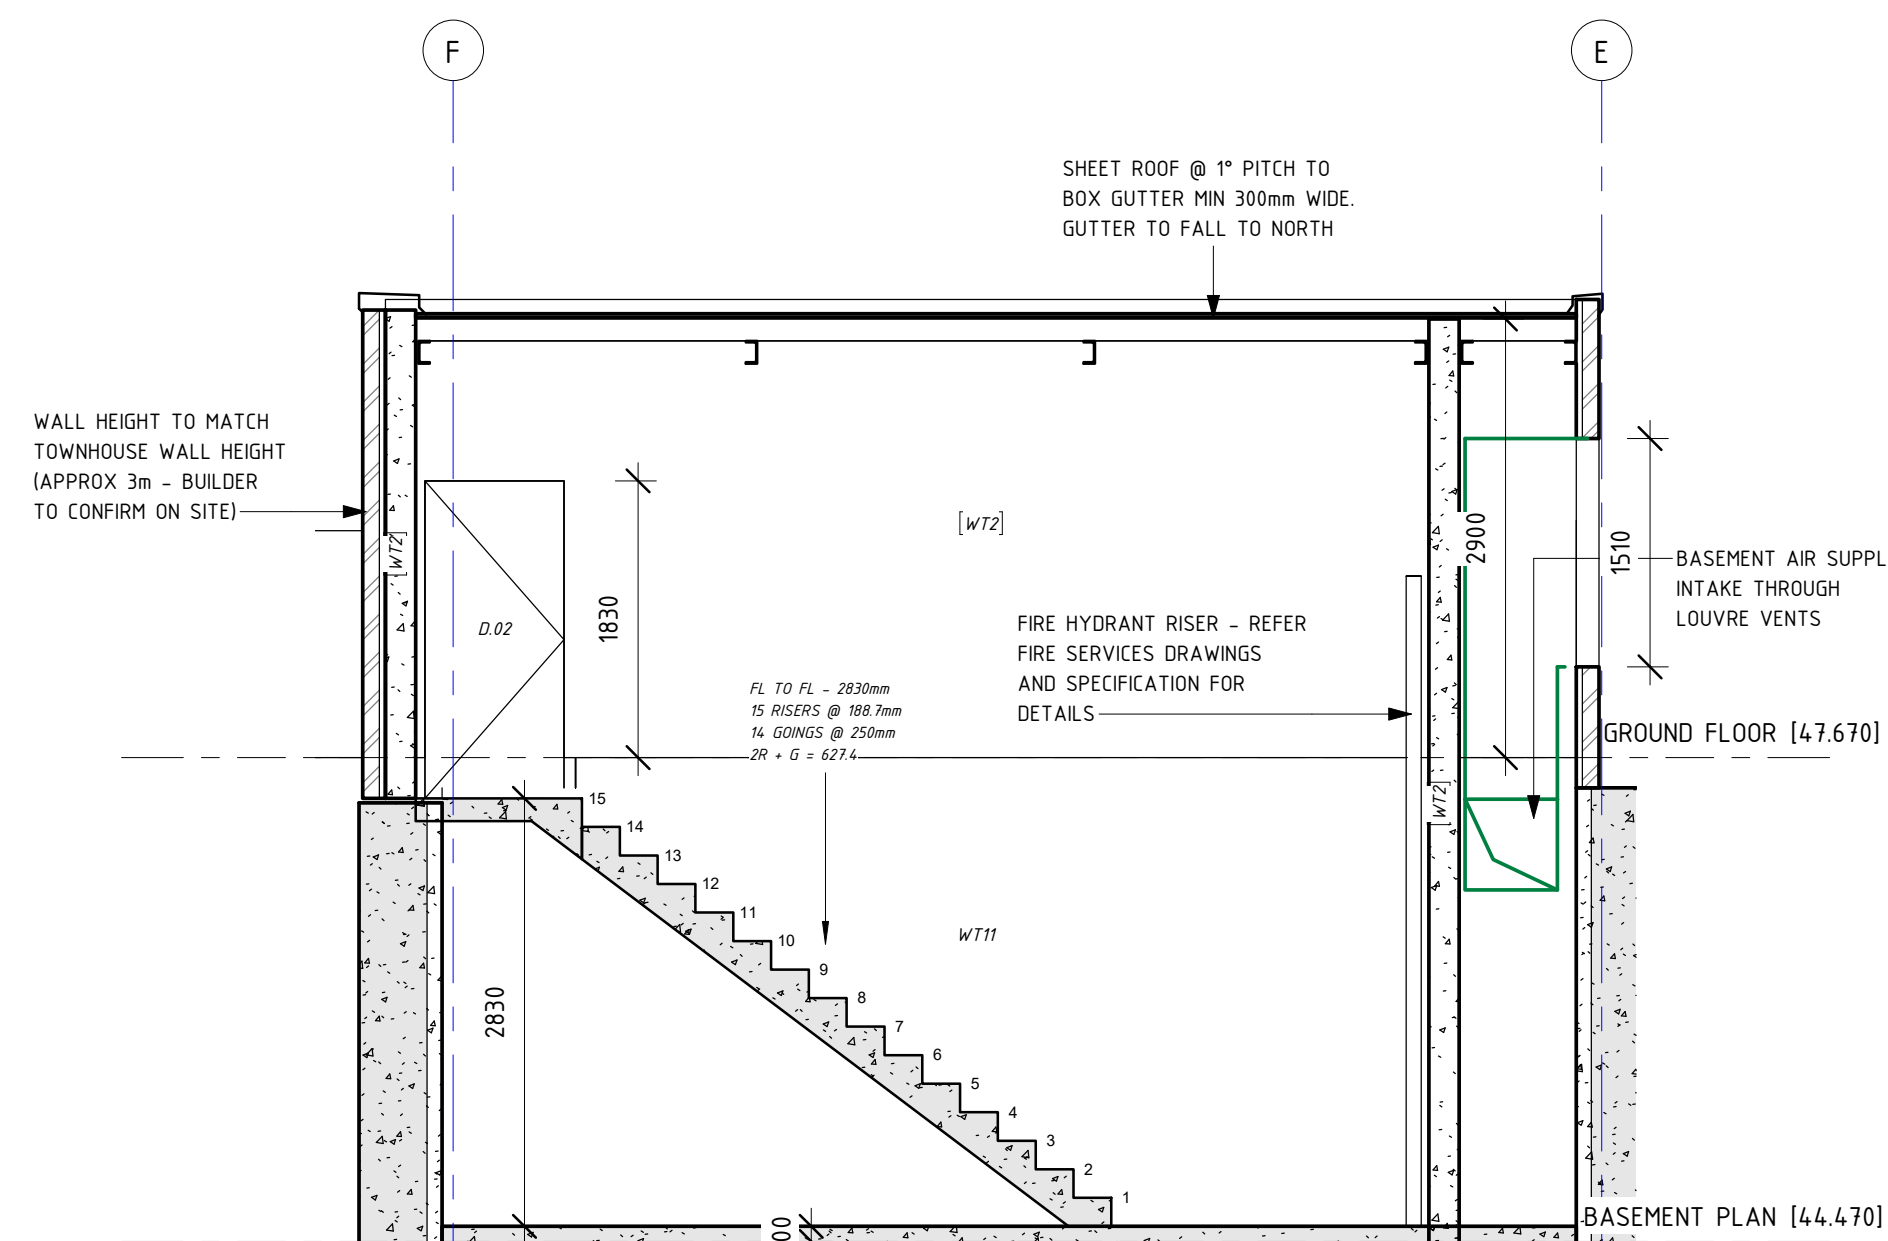 F
E
SHEET ROOF @ 1° PITCH TO
BOX GUTTER MIN 300mm WIDE.
GUTTER TO FALL TO NORTH
WALL HEIGHT TO MATCH
TOWNHOUSE WALL HEIGHT
(APPROX 3m - BUILDER
TO CONFIRM ON SITE)
[WT2]
D.02
1830
[WT2]
2900
1510
BASEMENT AIR SUPPL
INTAKE THROUGH
LOUVRE VENTS
FIRE HYDRANT RISER - REFER
FIRE SERVICES DRAWINGS
AND SPECIFICATION FOR
DETAILS
FL TO FL - 2830mm
15 RISERS @ 188.7mm
14 GOINGS @ 250mm
2R + G = 627.4
GROUND FLOOR [47.670]
[WT2]
15
14
13
12
11
10
9
8
7
6
5
4
3
2
1
WT11
2830
BASEMENT PLAN [44.470]